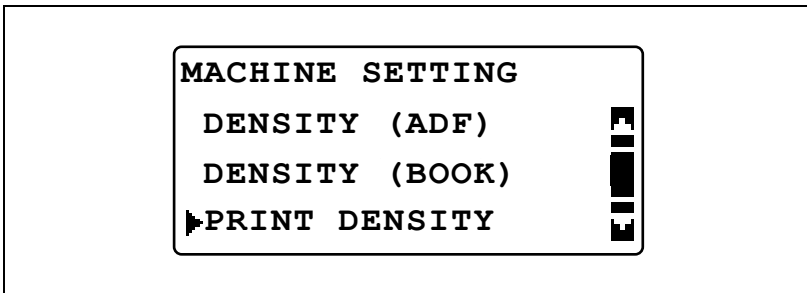 MACHINE SETTING
DENSITY (ADF)
DENSITY (BOOK)
PRINT DENSITY